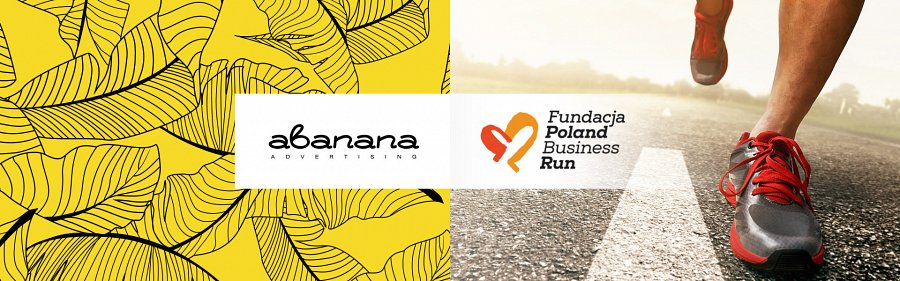 abanana
ADVERTISING
Fundacja
Poland
Business
Run